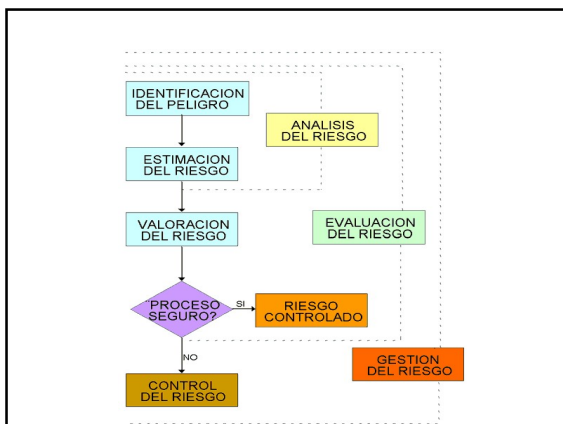 IDENTIFICACION
DEL PELIGRO
ANALISIS
DEL RIESGO
ESTIMACION
DEL RIESGO
VALORACION
DEL RIESGO
EVALUACION
DEL RIESGO
"PROCESO
SEGURO?
SI
RIESGO
CONTROLADO
NO
GESTION
DEL RIESGO
CONTROL
DEL RIESGO